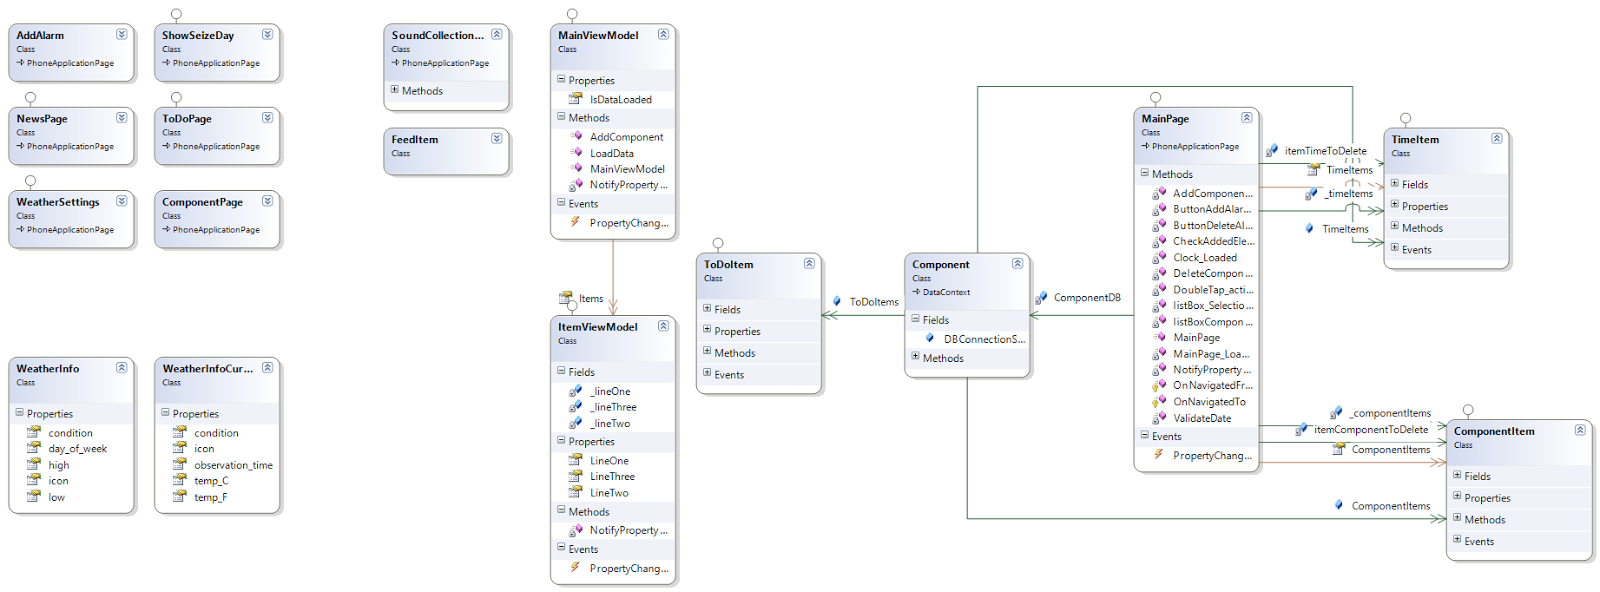 AddAlarm
Class
PhoneApplicationPage
ShowSeizeDay
Class
PhoneApplicationPage
NewsPage
Class
PhoneApplicationPage
ToDoPage
Class
PhoneApplicationPage
WeatherSettings
Class
PhoneApplicationPage
ComponentPage
Class
PhoneApplicationPage
WeatherInfo
Class
Properties
condition
day_of_week
high
icon
low
WeatherInfoCur...
Class
Properties
condition
icon
observation_time
temp_C
temp_F
SoundCollection...
Class
PhoneApplicationPage
Methods
FeedItem
Class
MainViewModel
Class
Properties
IsDataLoaded
Methods
AddComponent
LoadData
MainViewModel
NotifyProperty...
Events
PropertyChang...
Items
ItemViewModel
Class
Fields
_lineOne
_lineThree
_lineTwo
Properties
LineOne
LineThree
LineTwo
Methods
NotifyProperty...
Events
PropertyChang...
ToDoItem
Class
Fields
Properties
Methods
Events
ToDoItems
Component
Class
DataContext
Fields
DBConnectionS...
Methods
ComponentDB
MainPage
Class
PhoneApplicationPage
Methods
AddComponen...
ButtonAddAlar...
ButtonDeleteAl...
CheckAddedEle...
Clock_Loaded
DeleteCompon...
DoubleTap_acti...
listBox_Selectio...
listBoxCompon...
MainPage
MainPage_Loa...
NotifyProperty...
OnNavigatedFr...
OnNavigatedTo
ValidateDate
Events
PropertyChang...
itemTimeToDelete
TimeItems
_timeItems
TimeItems
TimeItem
Class
Fields
Properties
Methods
Events
_componentItems
itemComponentToDelete
ComponentItems
ComponentItems
ComponentItem
Class
Fields
Properties
Methods
Events